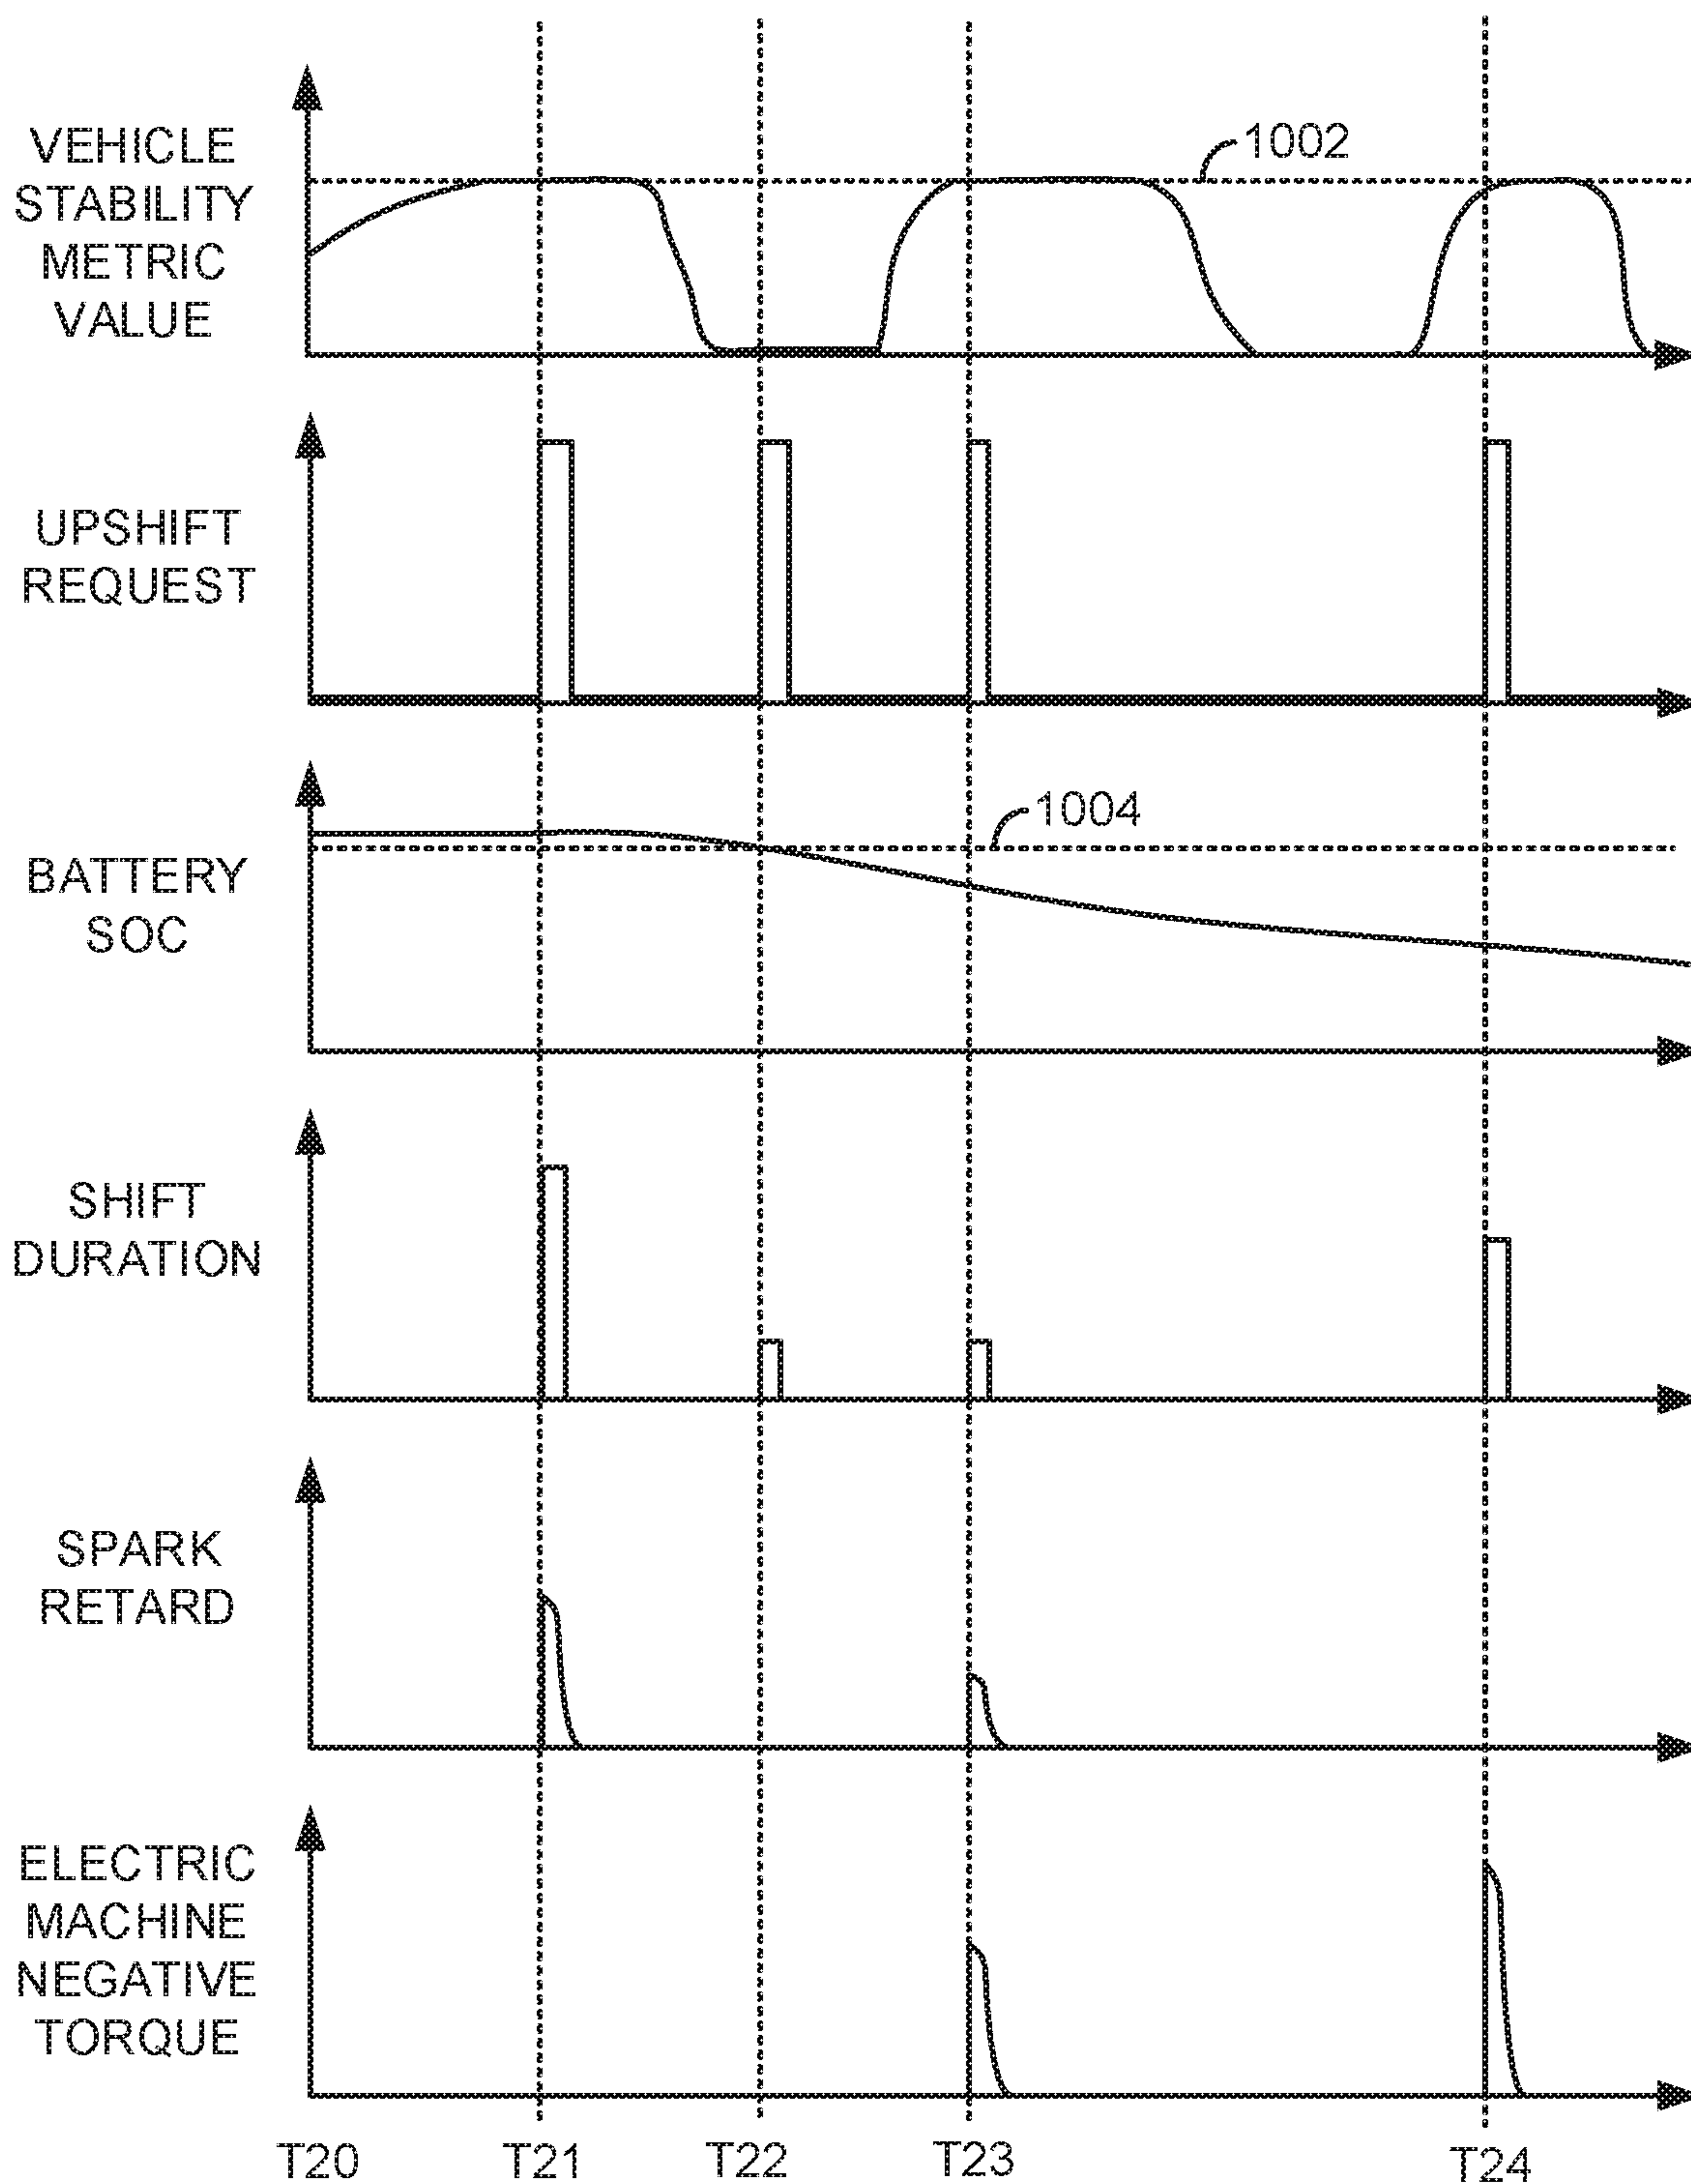 1002
VEHICLE
STABILITY
METRIC
VALUE
UPSHIFT
REQUEST
1004
BATTERY
SOC
SHIFT
DURATION
SPARK
RETARD
ELECTRIC
MACHINE
NEGATIVE
TORQUE
T20 T21 T22 T23 T24